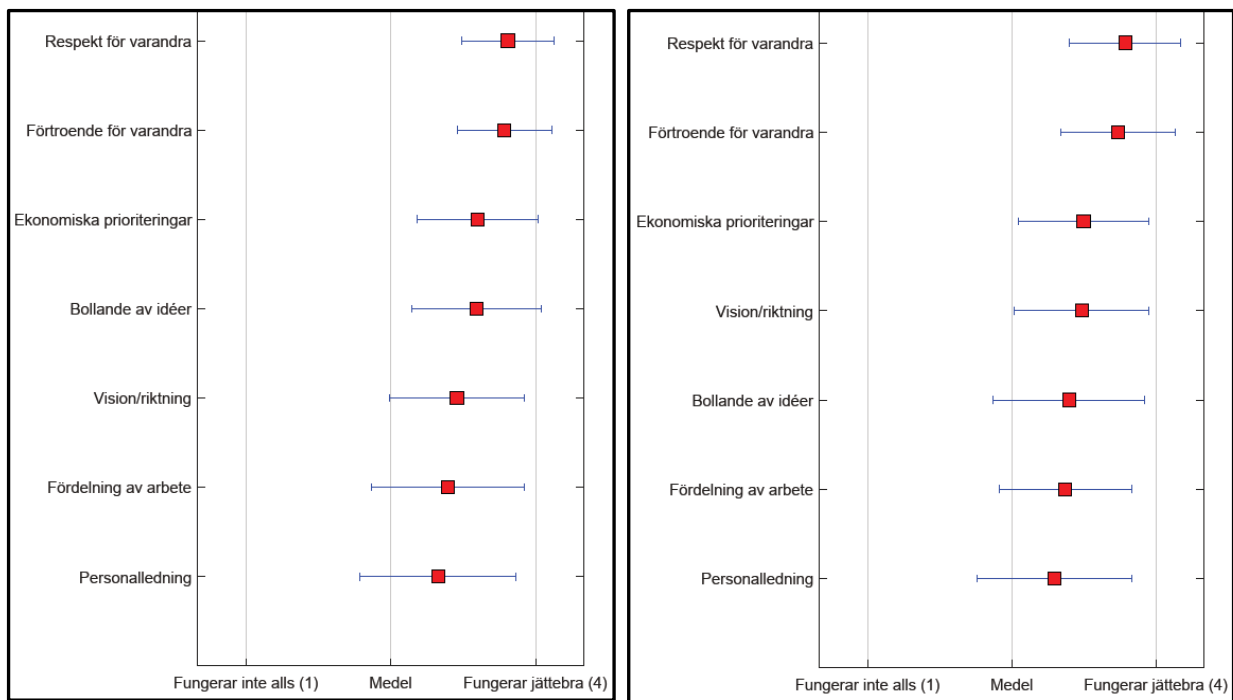 Respekt för varandra
Förtroende för varandra
Ekonomiska prioriteringar
Bollande av idéer
Vision/riktning
Fördelning av arbete
Personalledning
Fungerar inte alls (1) Medel Fungerar jättebra (4)
Respekt för varandra
Förtroende för varandra
Ekonomiska prioriteringar
Vision/riktning
Bollande av idéer
Fördelning av arbete
Personalledning
Fungerar inte alls (1) Medel Fungerar jättebra (4)